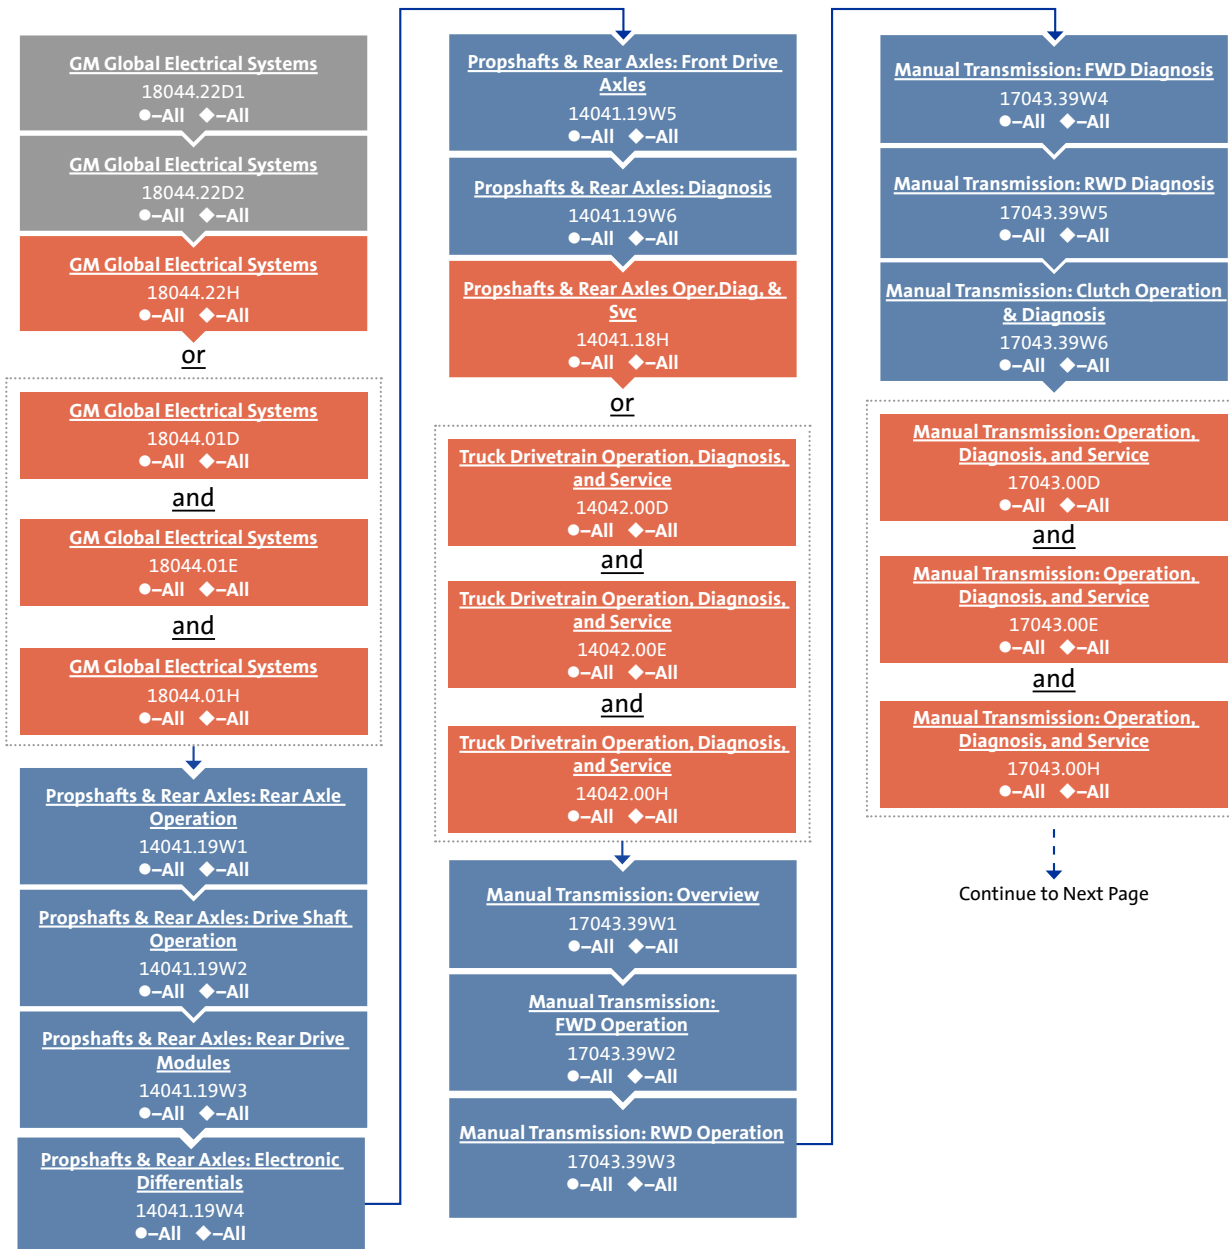 GM Global Electrical Systems
18044.22D1
●–All ◆–All
GM Global Electrical Systems
18044.22D2
●–All ◆–All
GM Global Electrical Systems
18044.22H
●–All ◆–All
or
GM Global Electrical Systems
18044.01D
●–All ◆–All
and
GM Global Electrical Systems
18044.01E
●–All ◆–All
and
GM Global Electrical Systems
18044.01H
●–All ◆–All
Propshafts & Rear Axles: Rear Axle
Operation
14041.19W1
●–All ◆–All
Propshafts & Rear Axles: Drive Shaft
Operation
14041.19W2
●–All ◆–All
Propshafts & Rear Axles: Rear Drive
Modules
14041.19W3
●–All ◆–All
Propshafts & Rear Axles: Electronic
Differentials
14041.19W4
●–All ◆–All
Propshafts & Rear Axles: Front Drive
Axles
14041.19W5
●–All ◆–All
Propshafts & Rear Axles: Diagnosis
14041.19W6
●–All ◆–All
Propshafts & Rear Axles Oper,Diag, &
Svc
14041.18H
●–All ◆–All
or
Truck Drivetrain Operation, Diagnosis,
and Service
14042.00D
●–All ◆–All
and
Truck Drivetrain Operation, Diagnosis,
and Service
14042.00E
●–All ◆–All
and
Truck Drivetrain Operation, Diagnosis,
and Service
14042.00H
●–All ◆–All
Manual Transmission: Overview
17043.39W1
●–All ◆–All
Manual Transmission:
FWD Operation
17043.39W2
●–All ◆–All
Manual Transmission: RWD Operation
17043.39W3
●–All ◆–All
Manual Transmission: FWD Diagnosis
17043.39W4
●–All ◆–All
Manual Transmission: RWD Diagnosis
17043.39W5
●–All ◆–All
Manual Transmission: Clutch Operation
& Diagnosis
17043.39W6
●–All ◆–All
Manual Transmission: Operation,
Diagnosis, and Service
17043.00D
●–All ◆–All
and
Manual Transmission: Operation,
Diagnosis, and Service
17043.00E
●–All ◆–All
and
Manual Transmission: Operation,
Diagnosis, and Service
17043.00H
●–All ◆–All
Continue to Next Page